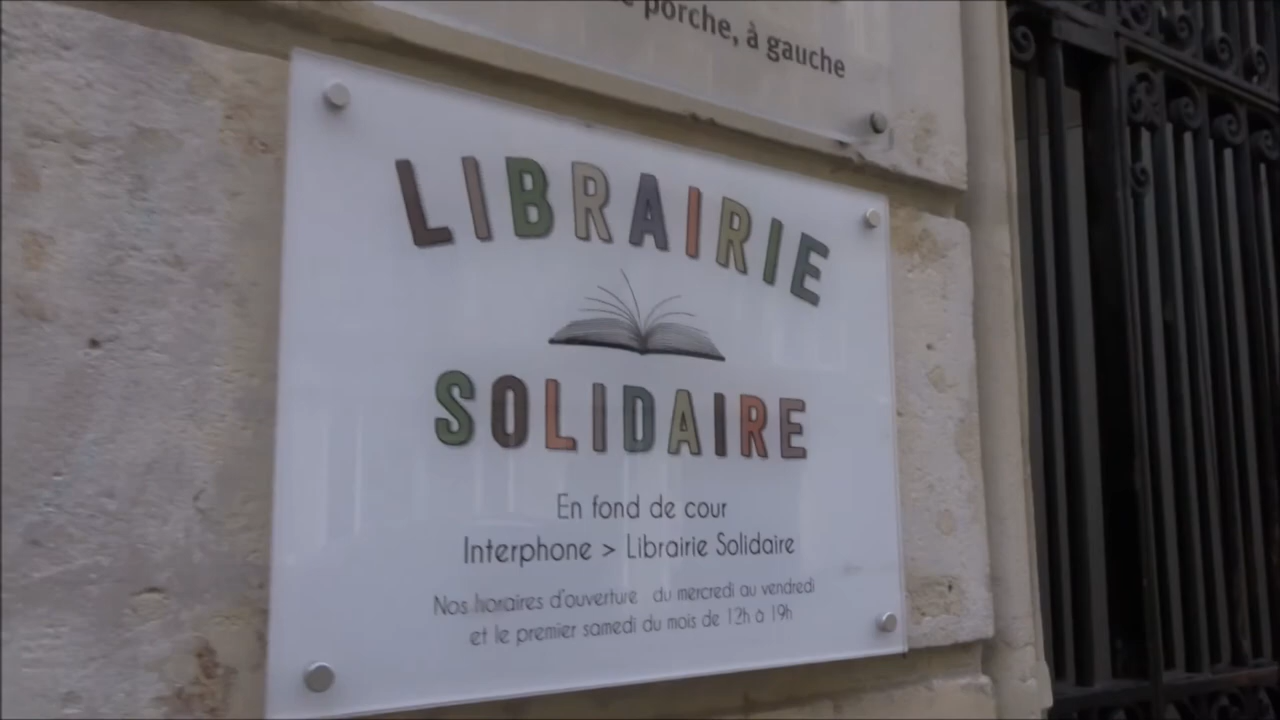 porche, à gauche
LIBRAIRIE
SOLIDAIRE
En fond de cour
Interphone > Librairie Solidaire
Nos horaires d'ouverture du mercredi au vendredi
et le premier samedi du mois de 12h à 19h